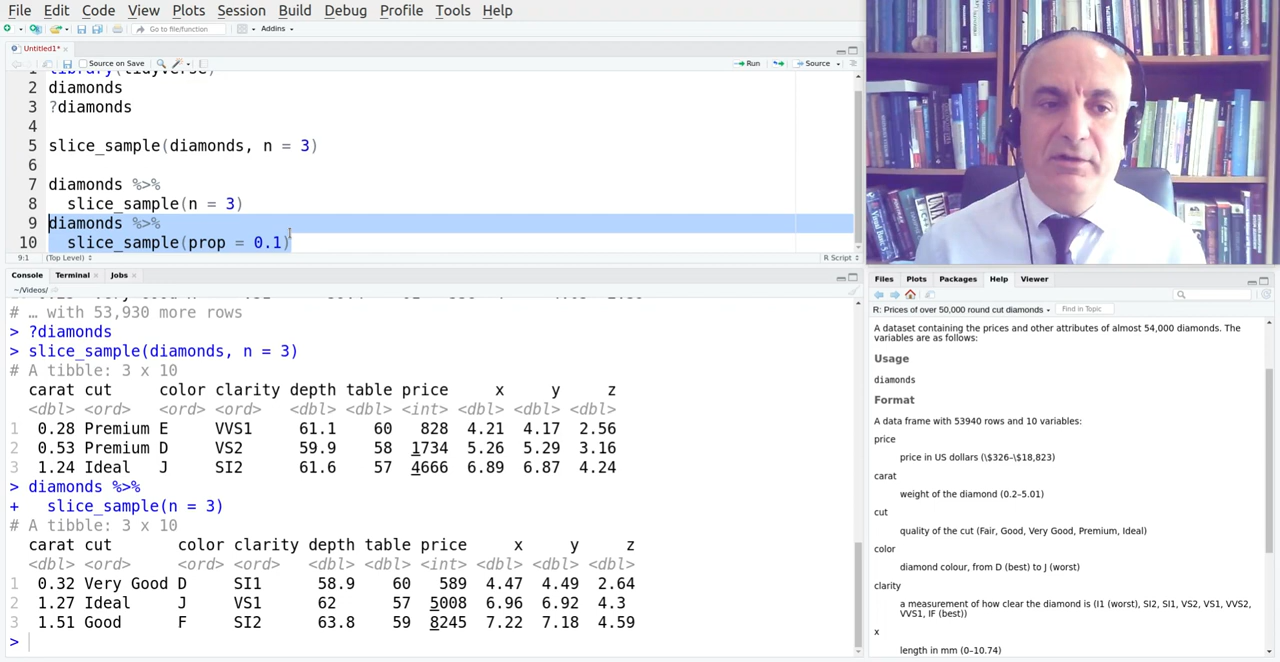 File Edit Code View Plots Session Build Debug Profile Tools Help
Go to file/function Addins
Untitled1*
Source on Save Run Source
1 library(tidyverse)
2 diamonds
3 ?diamonds
4
5 slice_sample(diamonds, n = 3)
6
7 diamonds %>%
8 slice_sample(n = 3)
9 diamonds %>%
10 slice_sample(prop = 0.1)
9:1 (Top Level) R Script
Console Terminal Jobs
~/Videos/
# … with 53,930 more rows
> ?diamonds
> slice_sample(diamonds, n = 3)
# A tibble: 3 x 10
carat cut color clarity depth table price x y z
<dbl> <ord> <ord> <ord> <dbl> <dbl> <int> <dbl> <dbl> <dbl>
1 0.28 Premium E VVS1 61.1 60 828 4.21 4.17 2.56
2 0.53 Premium D VS2 59.9 58 1734 5.26 5.29 3.16
3 1.24 Ideal J SI2 61.6 57 4666 6.89 6.87 4.24
> diamonds %>%
+ slice_sample(n = 3)
# A tibble: 3 x 10
carat cut color clarity depth table price x y z
<dbl> <ord> <ord> <ord> <dbl> <dbl> <int> <dbl> <dbl> <dbl>
1 0.32 Very Good D SI1 58.9 60 589 4.47 4.49 2.64
2 1.27 Ideal J VS1 62 57 5008 6.96 6.92 4.3
3 1.51 Good F SI2 63.8 59 8245 7.22 7.18 4.59
>
Files Plots Packages Help Viewer
R: Prices of over 50,000 round cut diamonds Find in Topic
A dataset containing the prices and other attributes of almost 54,000 diamonds. The
variables are as follows:
Usage
diamonds
Format
A data frame with 53940 rows and 10 variables:
price
price in US dollars (\$326–\$18,823)
carat
weight of the diamond (0.2–5.01)
cut
quality of the cut (Fair, Good, Very Good, Premium, Ideal)
color
diamond colour, from D (best) to J (worst)
clarity
a measurement of how clear the diamond is (I1 (worst), SI2, SI1, VS2, VS1, VVS2,
VVS1, IF (best))
x
length in mm (0–10.74)